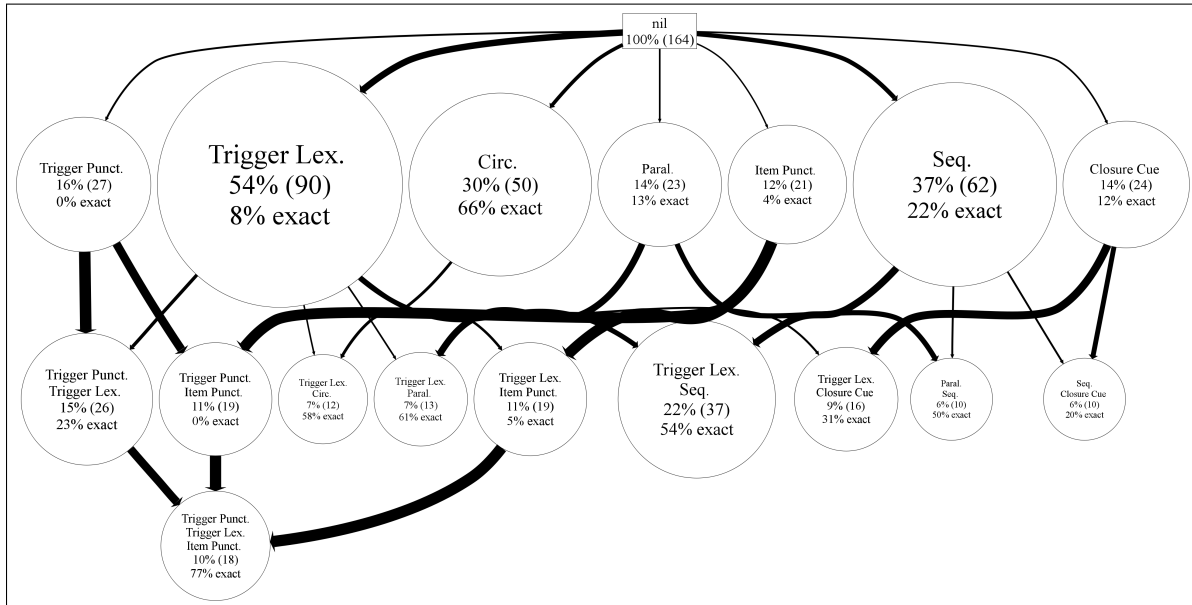 nil
100% (164)
Trigger Punct.
16% (27)
0% exact
Trigger Lex.
54% (90)
8% exact
Circ.
30% (50)
66% exact
Paral.
14% (23)
13% exact
Item Punct.
12% (21)
4% exact
Seq.
37% (62)
22% exact
Closure Cue
14% (24)
12% exact
Trigger Punct.
Trigger Lex.
15% (26)
23% exact
Trigger Punct.
Item Punct.
11% (19)
0% exact
Trigger Lex.
Circ.
7% (12)
58% exact
Trigger Lex.
Paral.
7% (13)
61% exact
Trigger Lex.
Item Punct.
11% (19)
5% exact
Trigger Lex.
Seq.
22% (37)
54% exact
Trigger Lex.
Closure Cue
9% (16)
31% exact
Paral.
Seq.
6% (10)
50% exact
Seq.
Closure Cue
6% (10)
20% exact
Trigger Punct.
Trigger Lex.
Item Punct.
10% (18)
77% exact